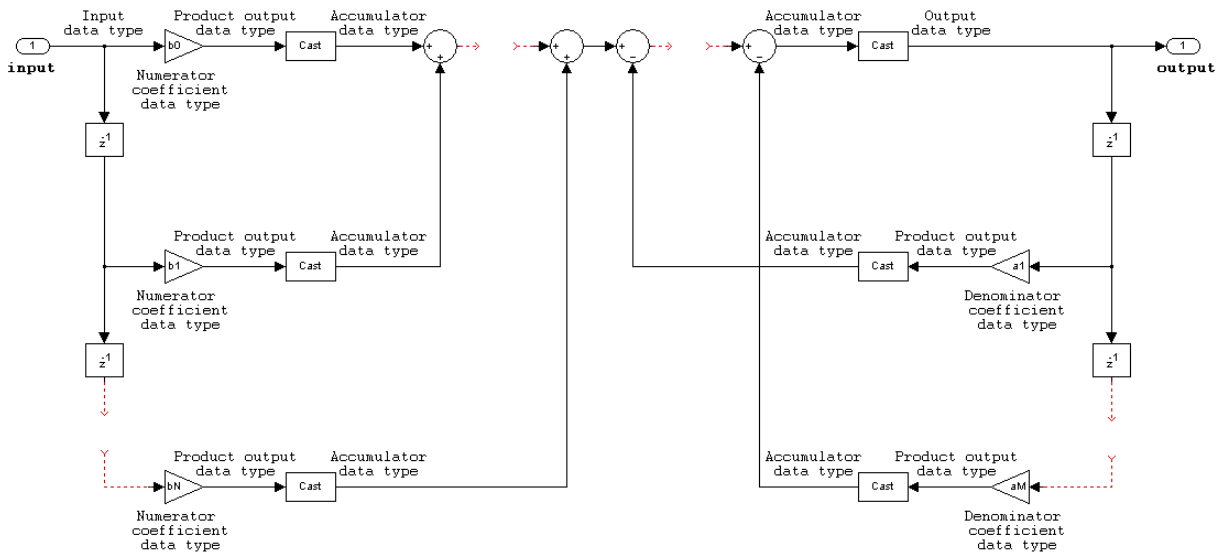 Input
data type
Product output
data type
Accumulator
data type
Accumulator
data type
Output
data type
1
input
b0
Cast
+
+
+
+
+
−
+
−
Cast
1
output
Numerator
coefficient
data type
z-1
z-1
Product output
data type
Accumulator
data type
Accumulator
data type
Product output
data type
b1
Cast
Cast
a1
Numerator
coefficient
data type
Denominator
coefficient
data type
z-1
z-1
Product output
data type
Accumulator
data type
Accumulator
data type
Product output
data type
bN
Cast
Cast
aM
Numerator
coefficient
data type
Denominator
coefficient
data type